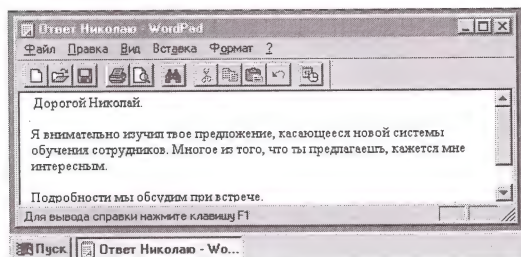 Ответ Николаю - WordPad
Файл Правка Вид Вставка Формат ?
Дорогой Николай.
Я внимательно изучил твое предложение, касающееся новой системы
обучения сотрудников. Многое из того, что ты предлагаешь, кажется мне
интересным.
Подробности мы обсудим при встрече.
Для вывода справки нажмите клавишу F1
Пуск Ответ Николаю - Wo...